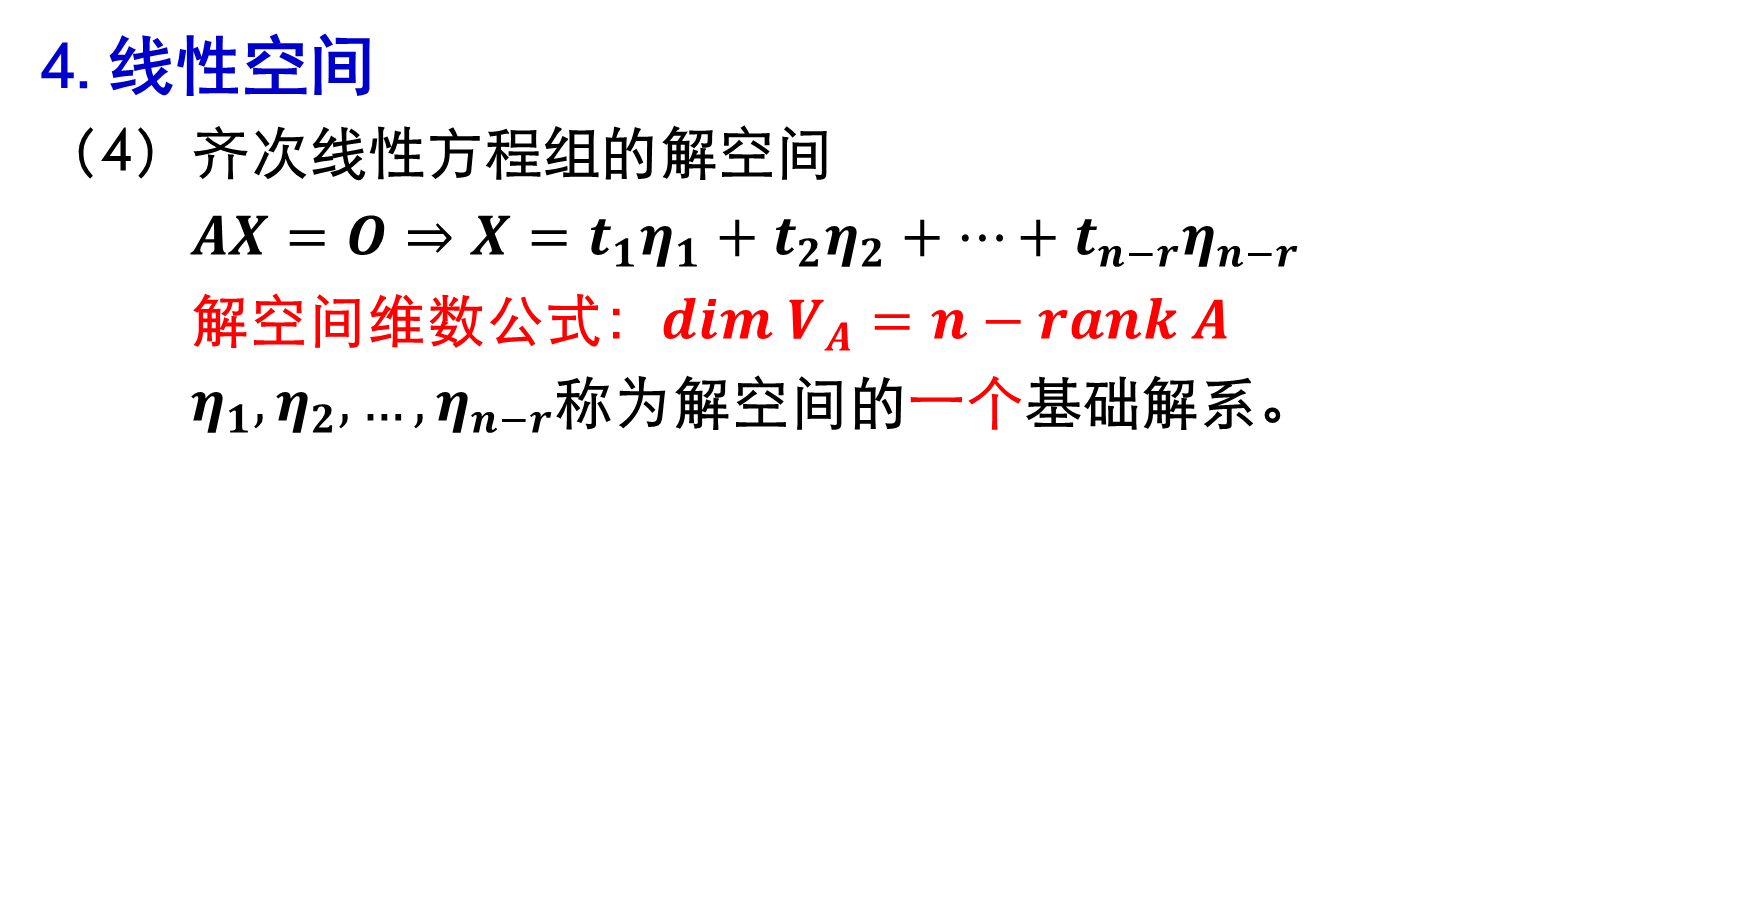 4. 线性空间
（4）齐次线性方程组的解空间
AX = O ⇒ X = t₁η₁ + t₂η₂ + ⋯ + tₙ₋ᵣηₙ₋ᵣ
解空间维数公式：dim V_A = n − rank A
η₁, η₂, …, ηₙ₋ᵣ称为解空间的一个基础解系。